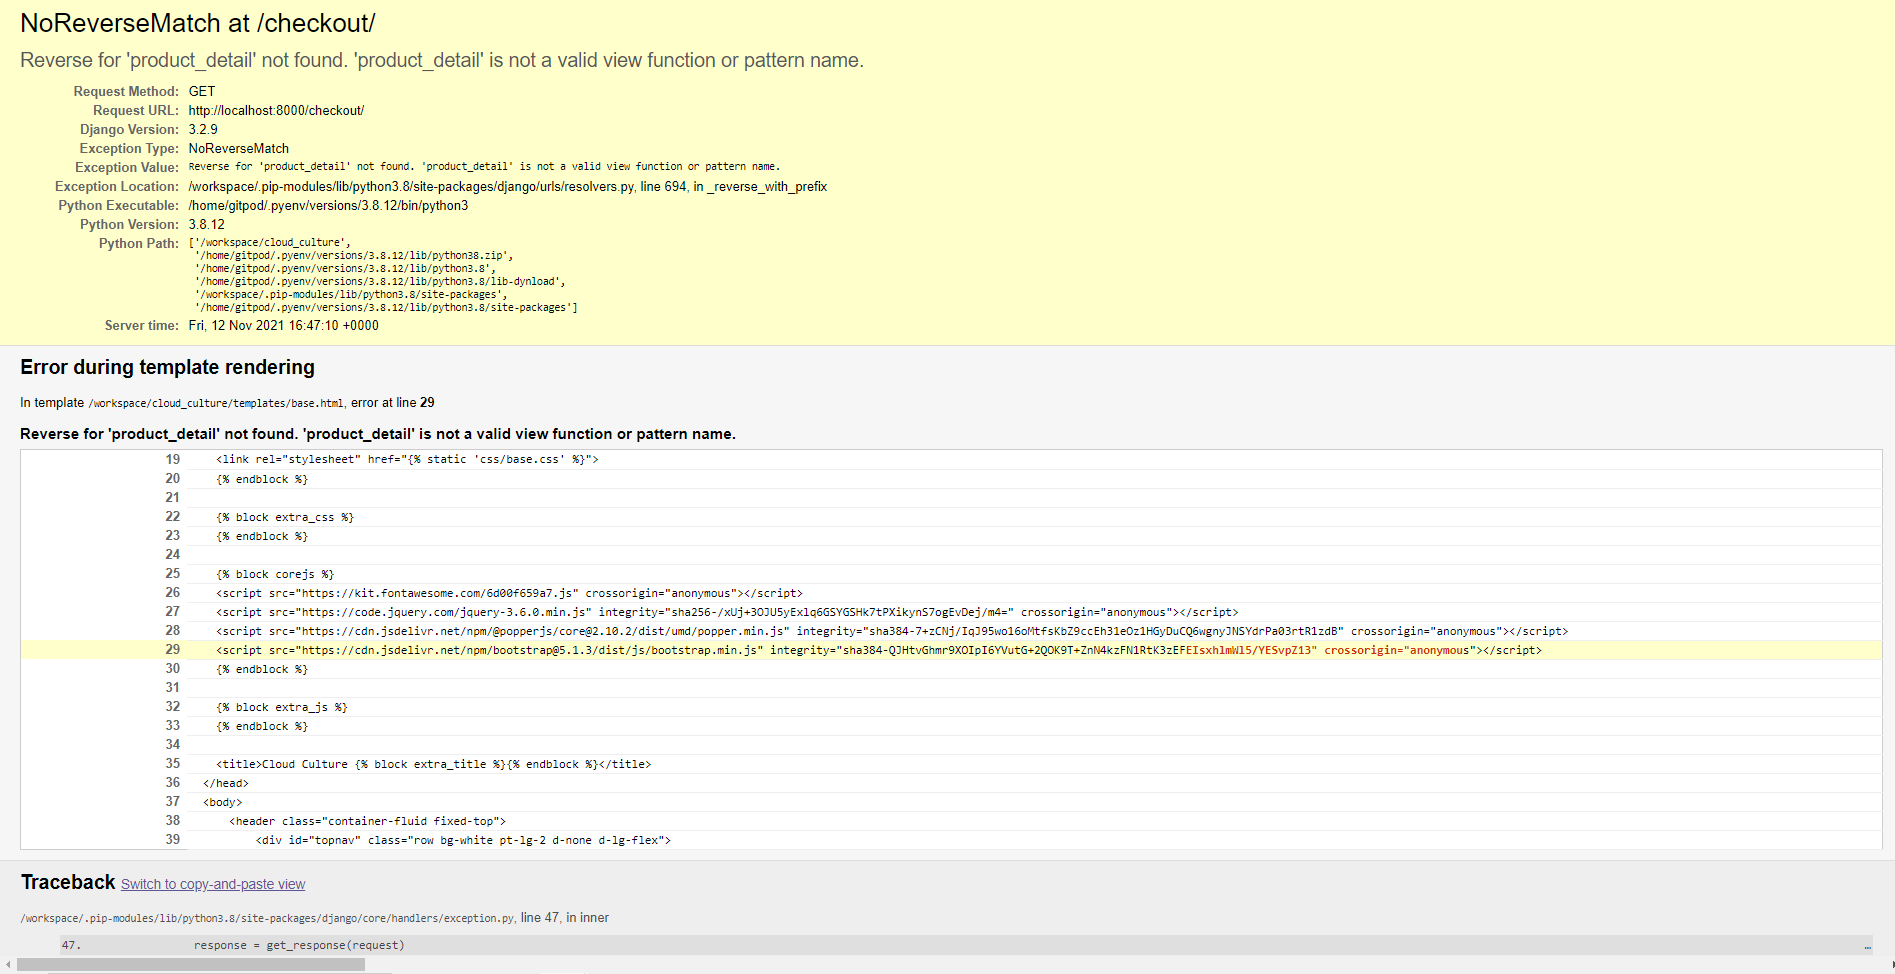 NoReverseMatch at /checkout/
Reverse for 'product_detail' not found. 'product_detail' is not a valid view function or pattern name.
Request Method: GET
Request URL: http://localhost:8000/checkout/
Django Version: 3.2.9
Exception Type: NoReverseMatch
Exception Value: Reverse for 'product_detail' not found. 'product_detail' is not a valid view function or pattern name.
Exception Location: /workspace/.pip-modules/lib/python3.8/site-packages/django/urls/resolvers.py, line 694, in _reverse_with_prefix
Python Executable: /home/gitpod/.pyenv/versions/3.8.12/bin/python3
Python Version: 3.8.12
Python Path: ['/workspace/cloud_culture',
'/home/gitpod/.pyenv/versions/3.8.12/lib/python38.zip',
'/home/gitpod/.pyenv/versions/3.8.12/lib/python3.8',
'/home/gitpod/.pyenv/versions/3.8.12/lib/python3.8/lib-dynload',
'/workspace/.pip-modules/lib/python3.8/site-packages',
'/home/gitpod/.pyenv/versions/3.8.12/lib/python3.8/site-packages']
Server time: Fri, 12 Nov 2021 16:47:10 +0000
Error during template rendering
In template /workspace/cloud_culture/templates/base.html, error at line 29
Reverse for 'product_detail' not found. 'product_detail' is not a valid view function or pattern name.
19 <link rel="stylesheet" href="{% static 'css/base.css' %}">
20 {% endblock %}
21
22 {% block extra_css %}
23 {% endblock %}
24
25 {% block corejs %}
26 <script src="https://kit.fontawesome.com/6d00f659a7.js" crossorigin="anonymous"></script>
27 <script src="https://code.jquery.com/jquery-3.6.0.min.js" integrity="sha256-/xUj+3OJU5yExlq6GSYGSHk7tPXikynS7ogEvDej/m4=" crossorigin="anonymous"></script>
28 <script src="https://cdn.jsdelivr.net/npm/@popperjs/core@2.10.2/dist/umd/popper.min.js" integrity="sha384-7+zCNj/IqJ95wo16oMtfsKbZ9ccEh31eOz1HGyDuCQ6wgnyJNSYdrPa03rtR1zdB" crossorigin="anonymous"></script>
29 <script src="https://cdn.jsdelivr.net/npm/bootstrap@5.1.3/dist/js/bootstrap.min.js" integrity="sha384-QJHtvGhmr9XOIpI6YVutG+2QOK9T+ZnN4kzFN1RtK3zEFEIsxhlmWl5/YESvpZ13" crossorigin="anonymous"></script>
30 {% endblock %}
31
32 {% block extra_js %}
33 {% endblock %}
34
35 <title>Cloud Culture {% block extra_title %}{% endblock %}</title>
36 </head>
37 <body>
38 <header class="container-fluid fixed-top">
39 <div id="topnav" class="row bg-white pt-lg-2 d-none d-lg-flex">
Traceback Switch to copy-and-paste view
/workspace/.pip-modules/lib/python3.8/site-packages/django/core/handlers/exception.py, line 47, in inner
47. response = get_response(request) …